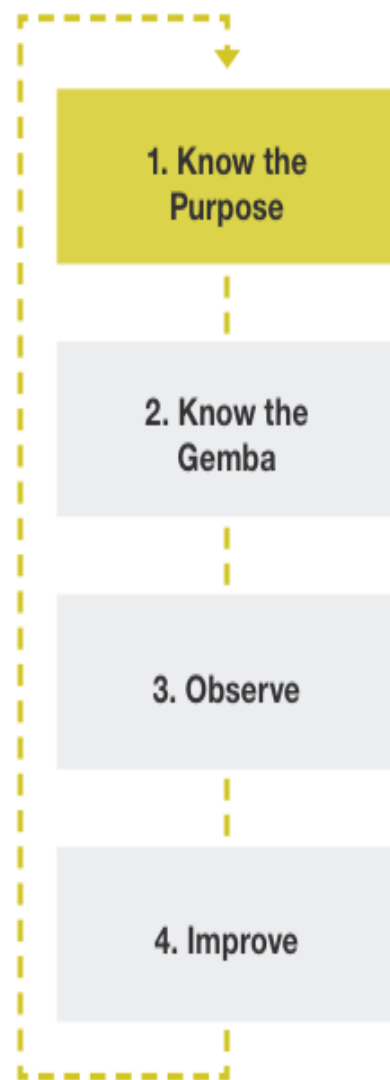 1. Know the
Purpose
2. Know the
Gemba
3. Observe
4. Improve